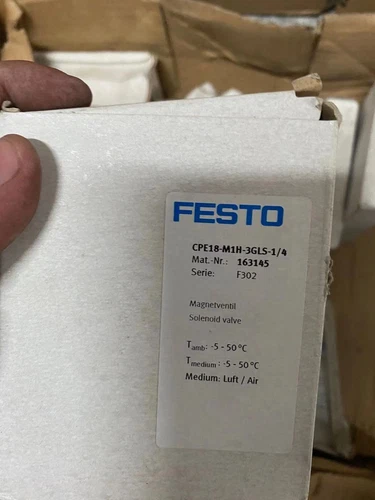 FESTO
CPE18-M1H-3GLS-1/4
Mat.-Nr.: 163145
Serie: F302
Magnetventil
Solenoid valve
Tamb: -5 - 50 °C
Tmedium: -5 - 50 °C
Medium: Luft / Air